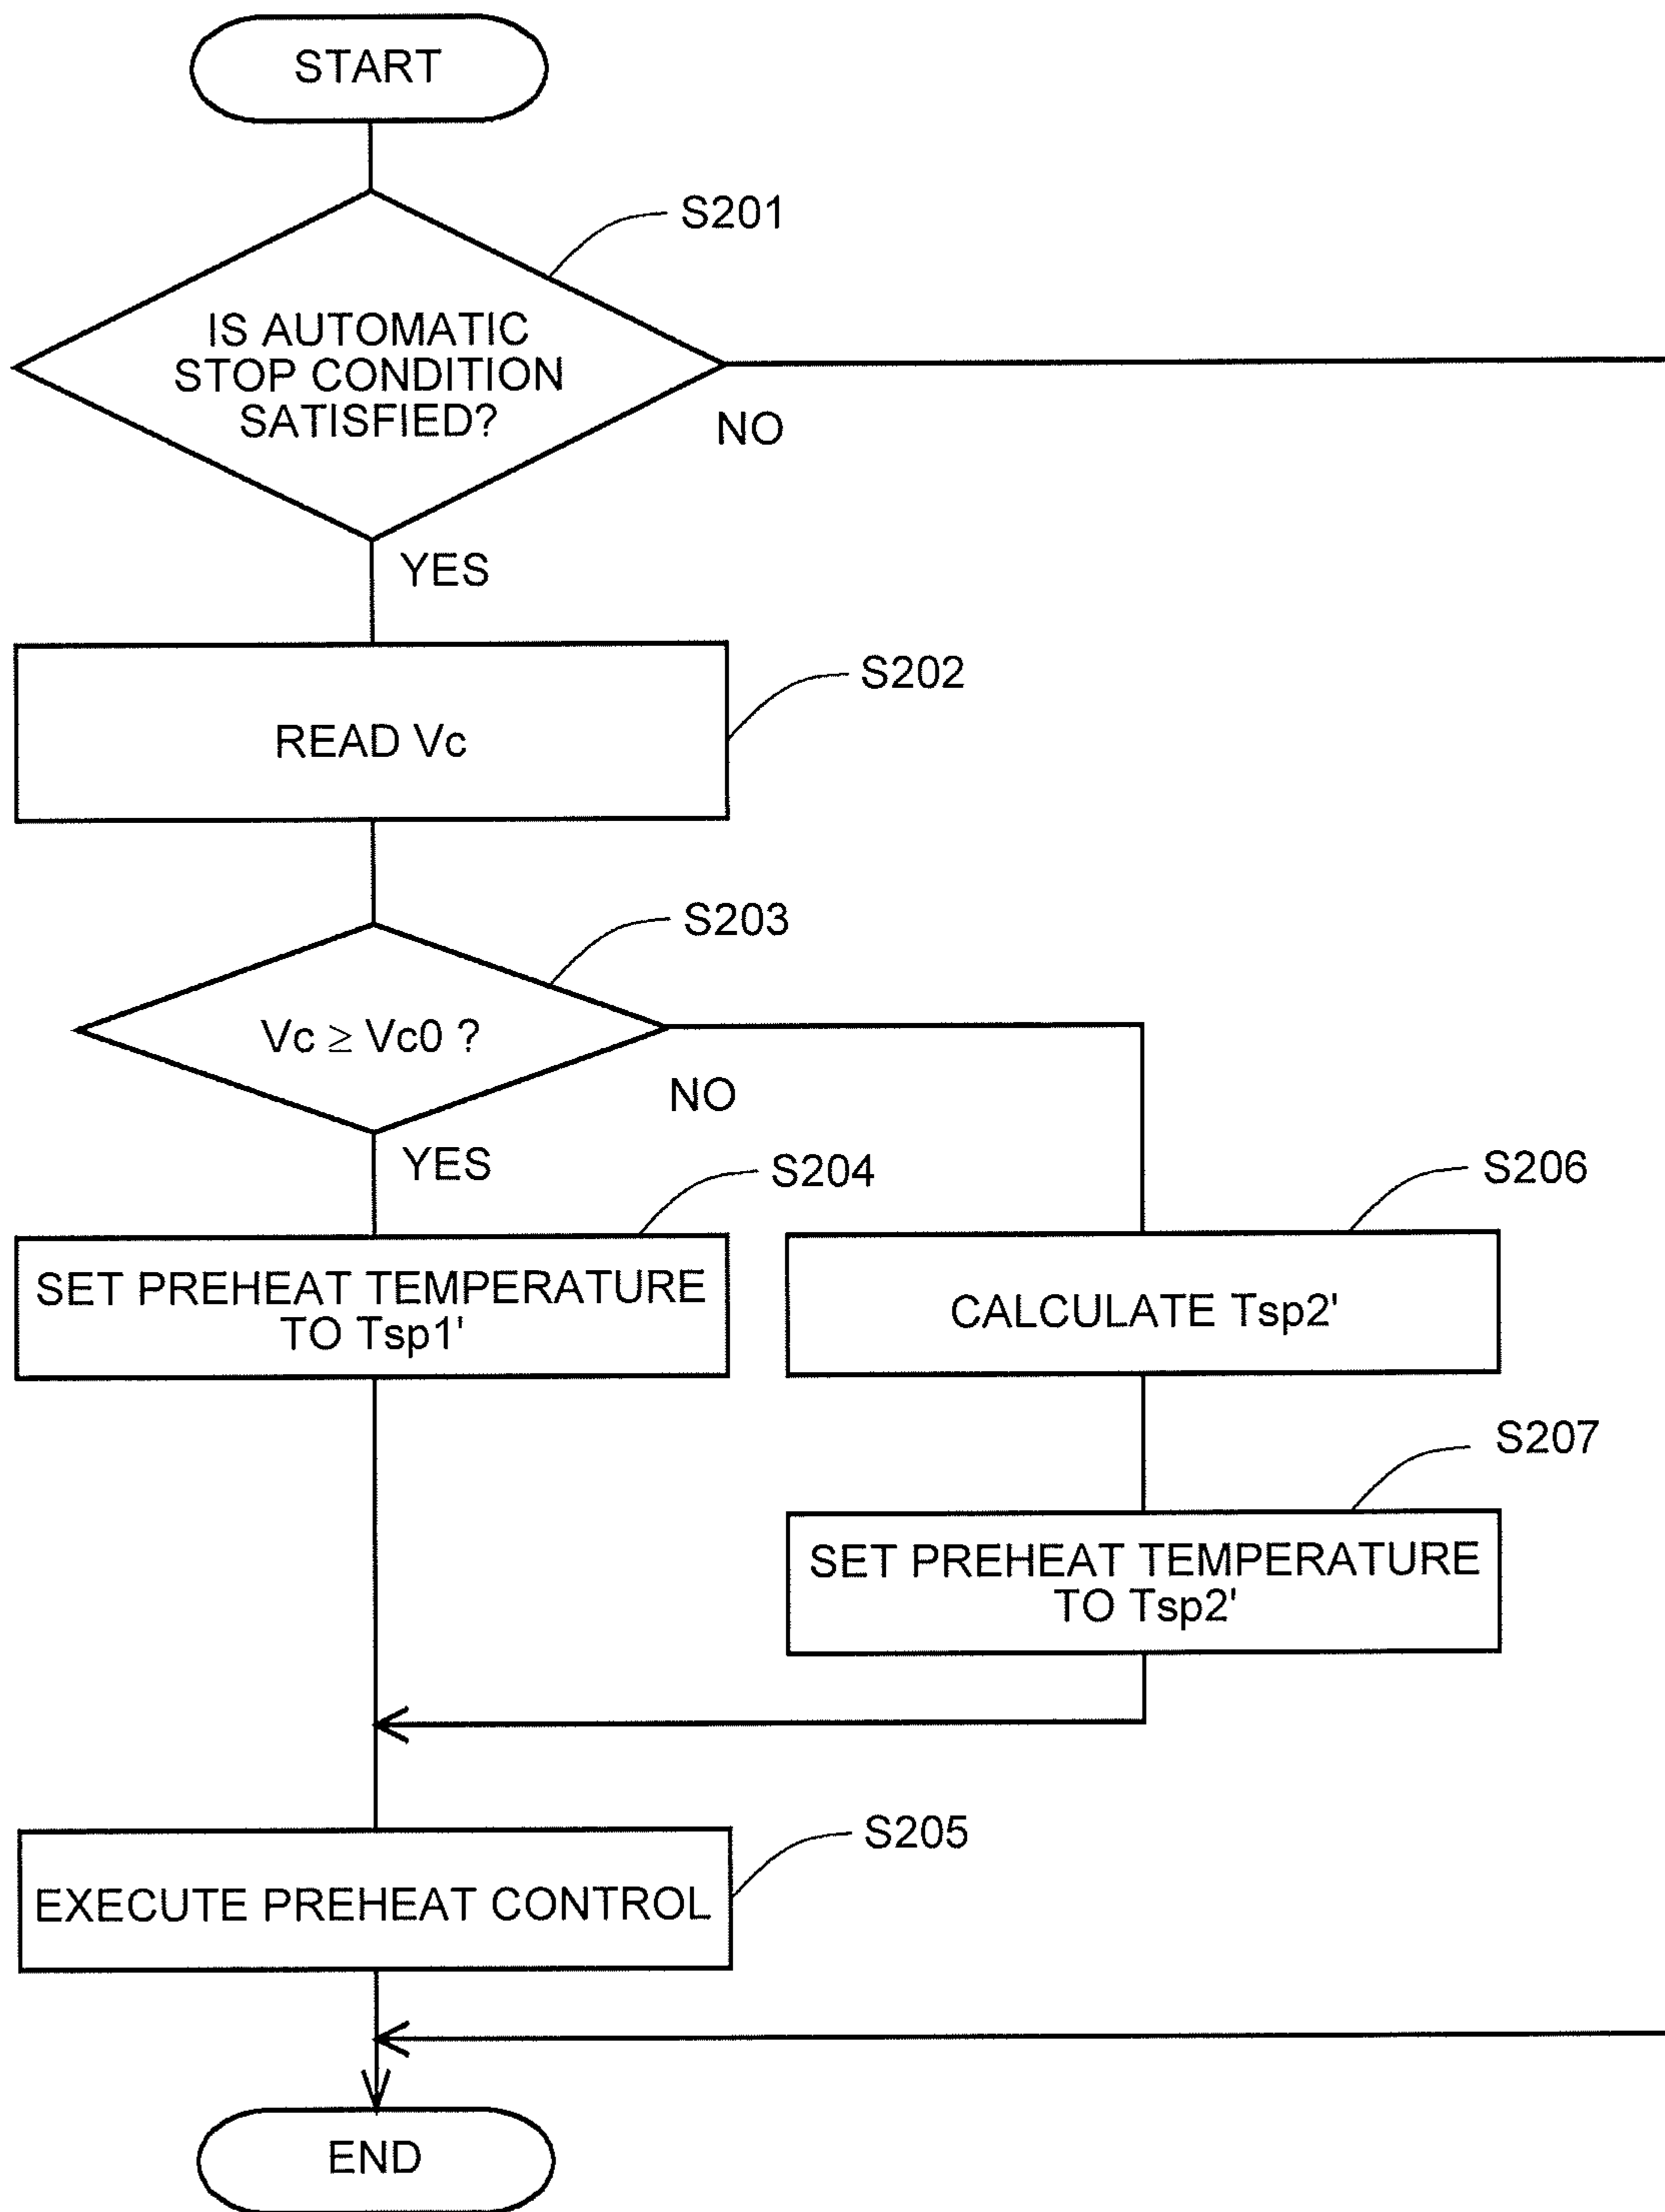 START
S201
IS AUTOMATIC
STOP CONDITION
SATISFIED?
NO
YES
S202
READ Vc
S203
Vc ≥ Vc0 ?
NO
YES
S204
S206
SET PREHEAT TEMPERATURE
TO Tsp1'
CALCULATE Tsp2'
S207
SET PREHEAT TEMPERATURE
TO Tsp2'
S205
EXECUTE PREHEAT CONTROL
END